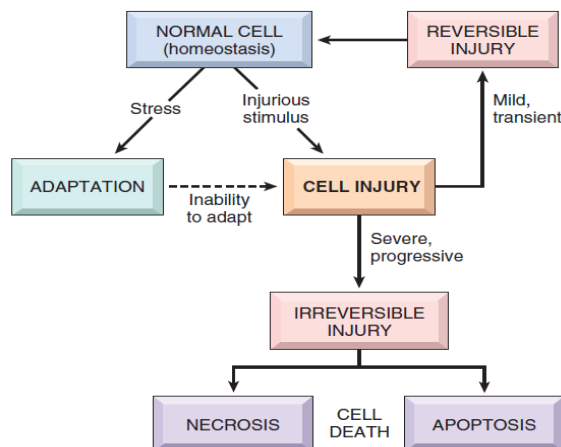 NORMAL CELL
(homeostasis)
REVERSIBLE
INJURY
Stress
Injurious
stimulus
Mild,
transient
ADAPTATION
Inability
to adapt
CELL INJURY
Severe,
progressive
IRREVERSIBLE
INJURY
NECROSIS
CELL
DEATH
APOPTOSIS